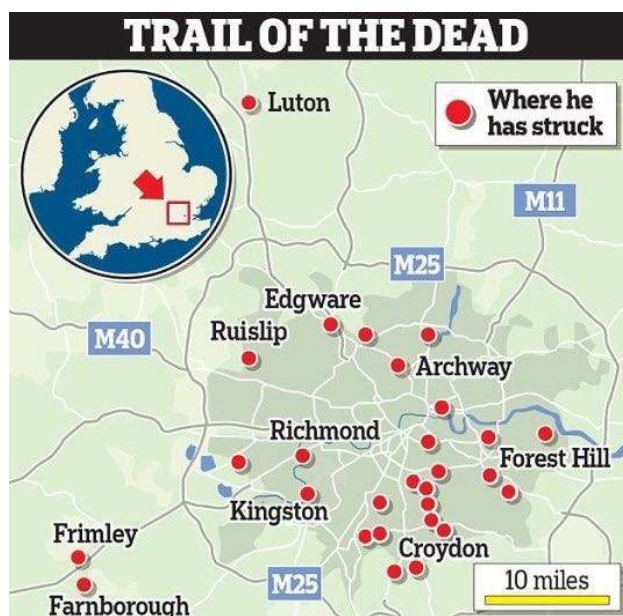 TRAIL OF THE DEAD
Luton
Where he
has struck
M11
M25
Edgware
M40
Ruislip
Archway
Richmond
Forest Hill
Kingston
Frimley
Croydon
M25
10 miles
Farnborough